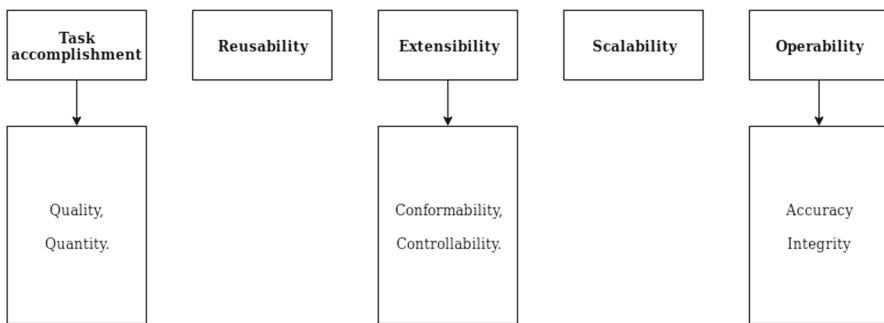 Task
accomplishment
Reusability
Extensibility
Scalability
Operability
Quality,
Quantity.
Conformability,
Controllability.
Accuracy
Integrity